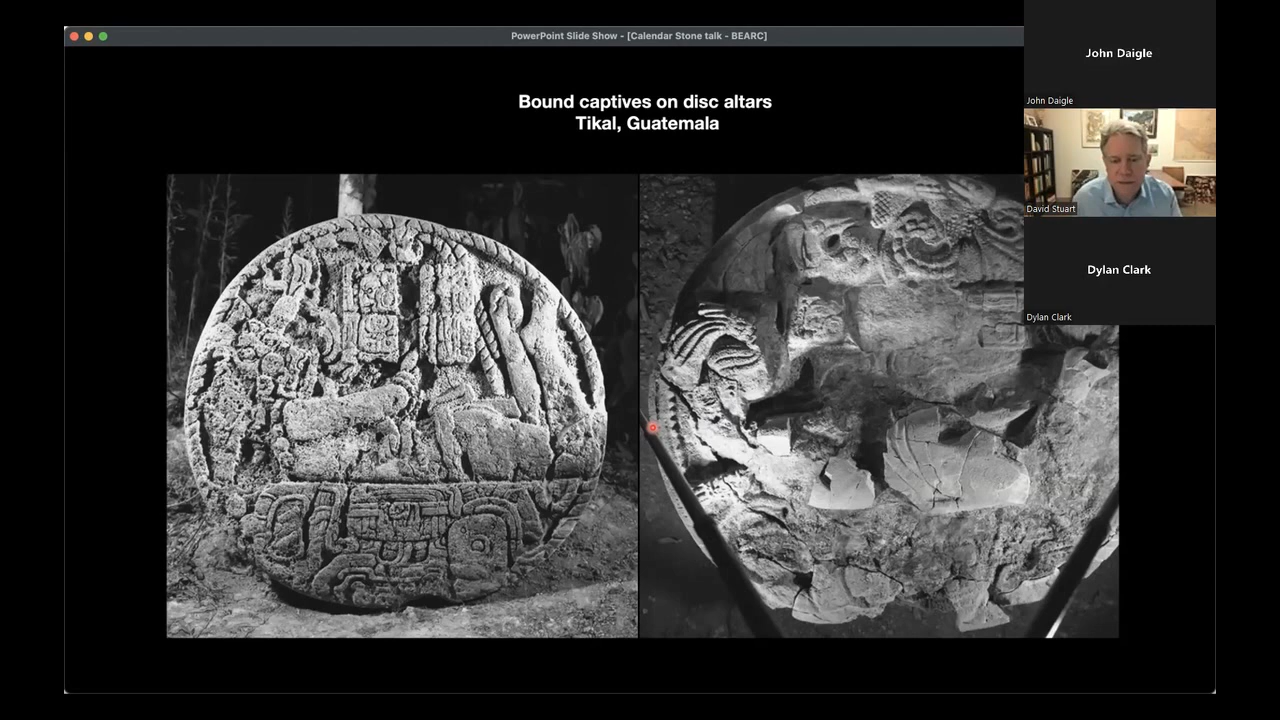 PowerPoint Slide Show - [Calendar Stone talk - BEARC]
Bound captives on disc altars
Tikal, Guatemala
John Daigle
John Daigle
David Stuart
Dylan Clark
Dylan Clark